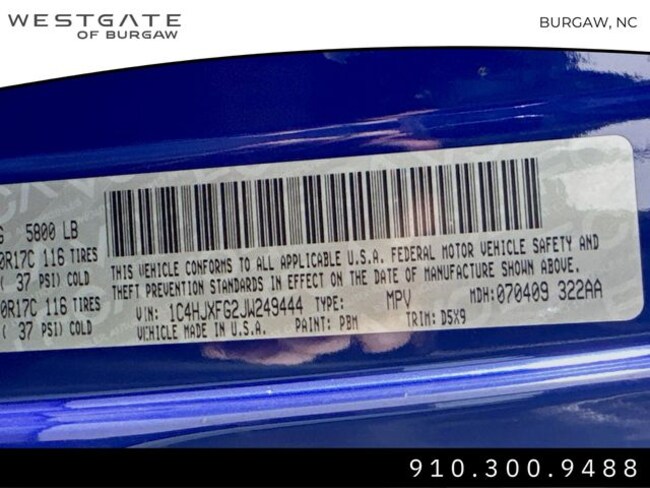 WESTGATE
OF BURGAW
BURGAW, NC
5800 LB
0R17C 116 TIRES
( 37 PSI) COLD
0R17C 116 TIRES
( 37 PSI) COLD
THIS VEHICLE CONFORMS TO ALL APPLICABLE U.S.A. FEDERAL MOTOR VEHICLE SAFETY AND
THEFT PREVENTION STANDARDS IN EFFECT ON THE DATE OF MANUFACTURE SHOWN ABOVE.
VIN: 1C4HJXFG2JW249444 TYPE: MPV MDH:070409 322AA
VEHICLE MADE IN U.S.A. PAINT: PBM TRIM: D5X9
910.300.9488